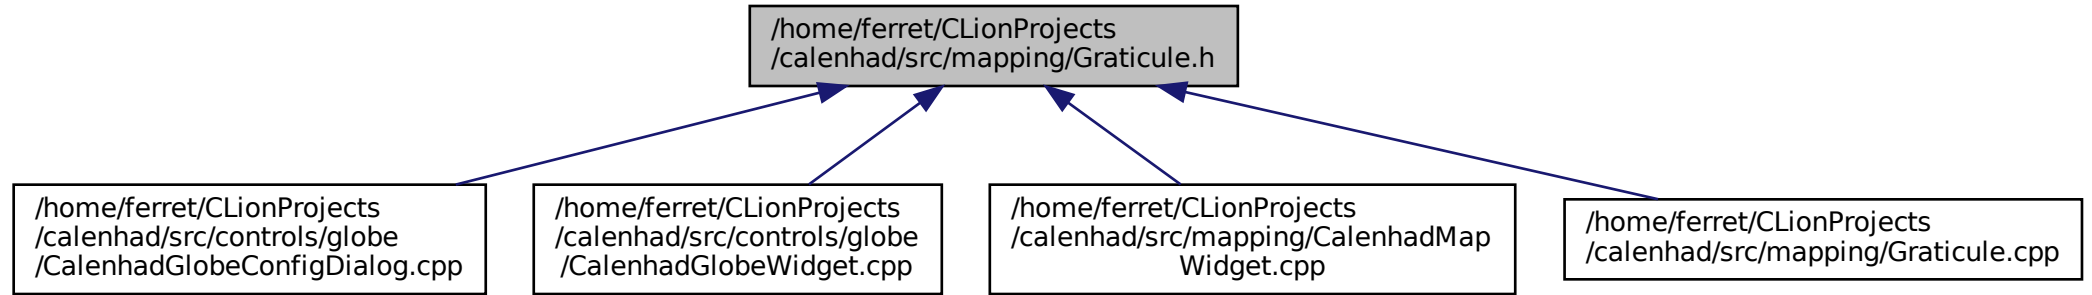 /home/ferret/CLionProjects
/calenhad/src/mapping/Graticule.h
/home/ferret/CLionProjects
/calenhad/src/controls/globe
/CalenhadGlobeConfigDialog.cpp
/home/ferret/CLionProjects
/calenhad/src/controls/globe
/CalenhadGlobeWidget.cpp
/home/ferret/CLionProjects
/calenhad/src/mapping/CalenhadMap
Widget.cpp
/home/ferret/CLionProjects
/calenhad/src/mapping/Graticule.cpp